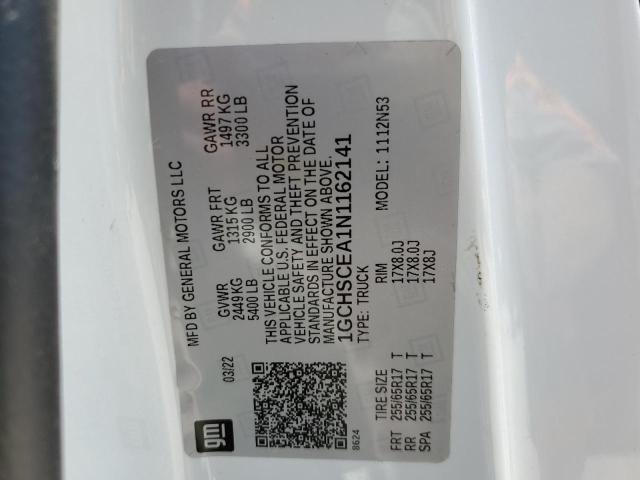 gm
03/22
MFD BY GENERAL MOTORS LLC
GVWR GAWR FRT GAWR RR
2449 KG 1315 KG 1497 KG
5400 LB 2900 LB 3300 LB
THIS VEHICLE CONFORMS TO ALL
APPLICABLE U.S. FEDERAL MOTOR
VEHICLE SAFETY AND THEFT PREVENTION
STANDARDS IN EFFECT ON THE DATE OF
MANUFACTURE SHOWN ABOVE.
1GCHSCEA1N1162141
8624
TYPE: TRUCK MODEL: 1112N53
TIRE SIZE RIM
FRT 255/65R17 T 17X8.0J
RR 255/65R17 T 17X8.0J
SPA 255/65R17 T 17X8J